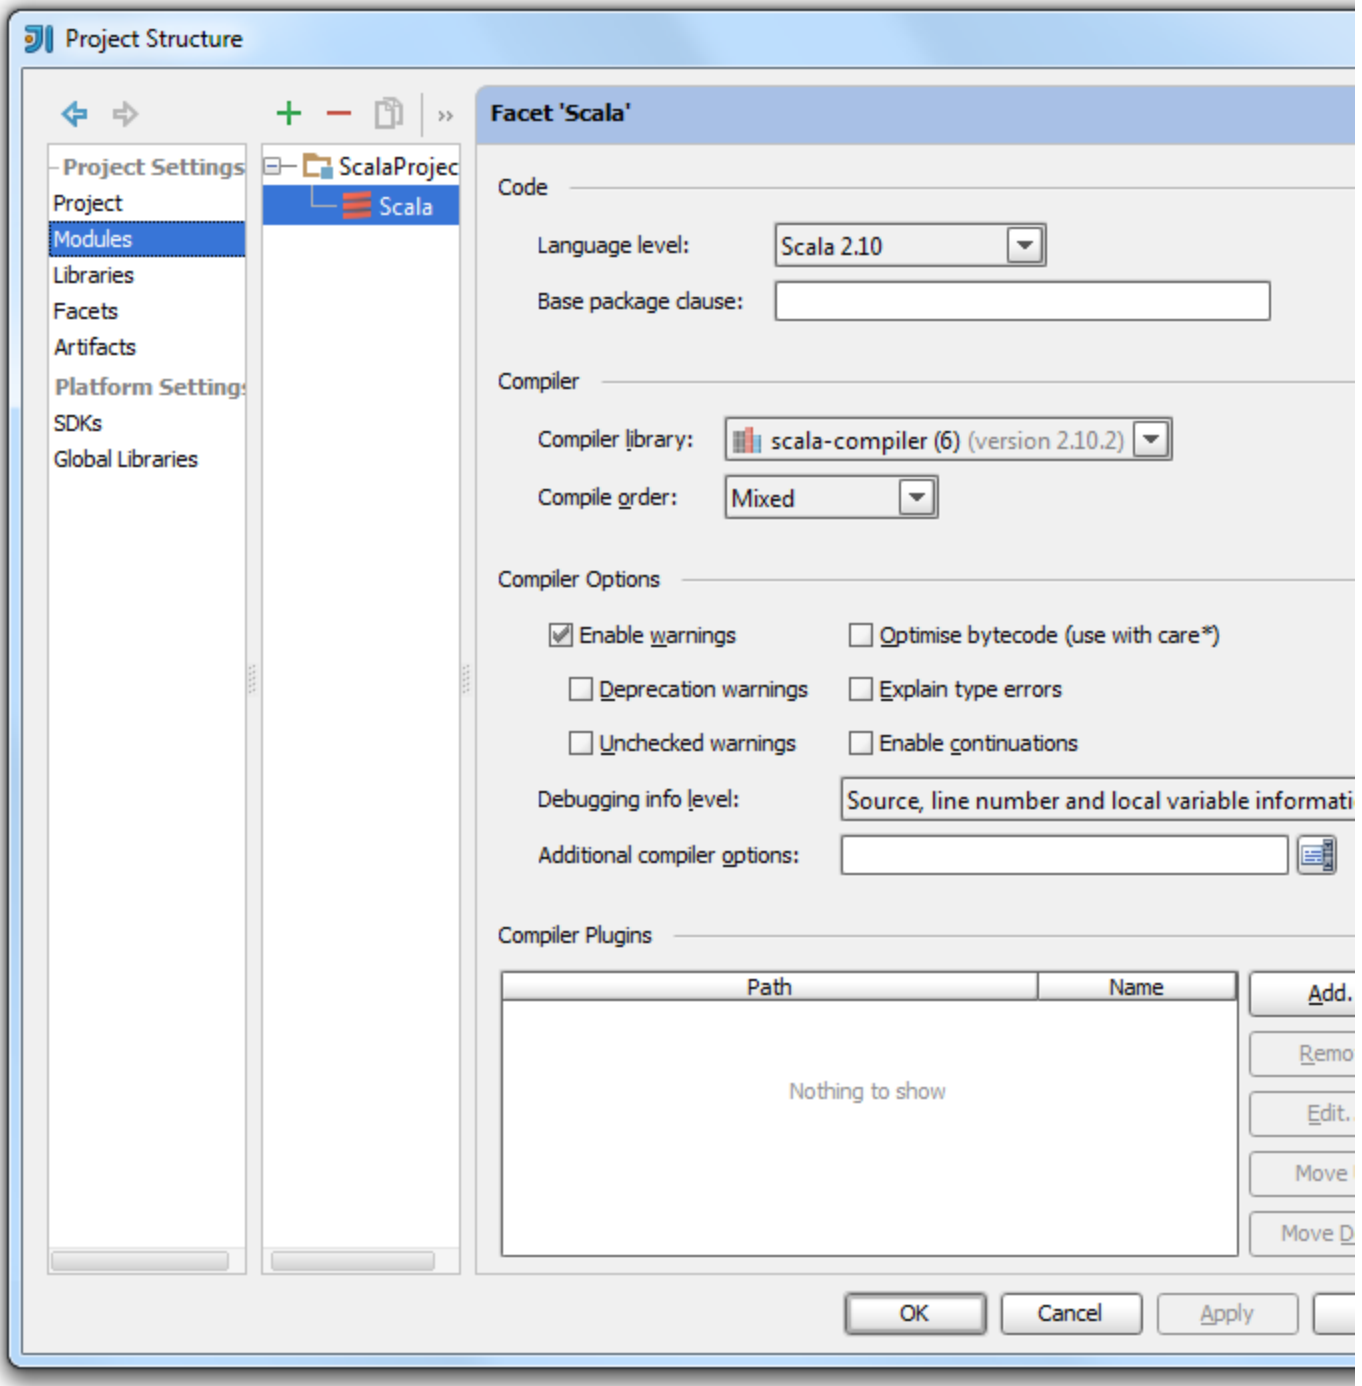 Project Structure
Project Settings
Project
Modules
Libraries
Facets
Artifacts
Platform Setting
SDKs
Global Libraries
ScalaProjec
Scala
Facet 'Scala'
Code
Language level: Scala 2.10
Base package clause:
Compiler
Compiler library: scala-compiler (6) (version 2.10.2)
Compile order: Mixed
Compiler Options
Enable warnings Optimise bytecode (use with care*)
Deprecation warnings Explain type errors
Unchecked warnings Enable continuations
Debugging info level: Source, line number and local variable informati
Additional compiler options:
Compiler Plugins
Path Name
Nothing to show
Add.
Remo
Edit.
Move
Move D
OK Cancel Apply